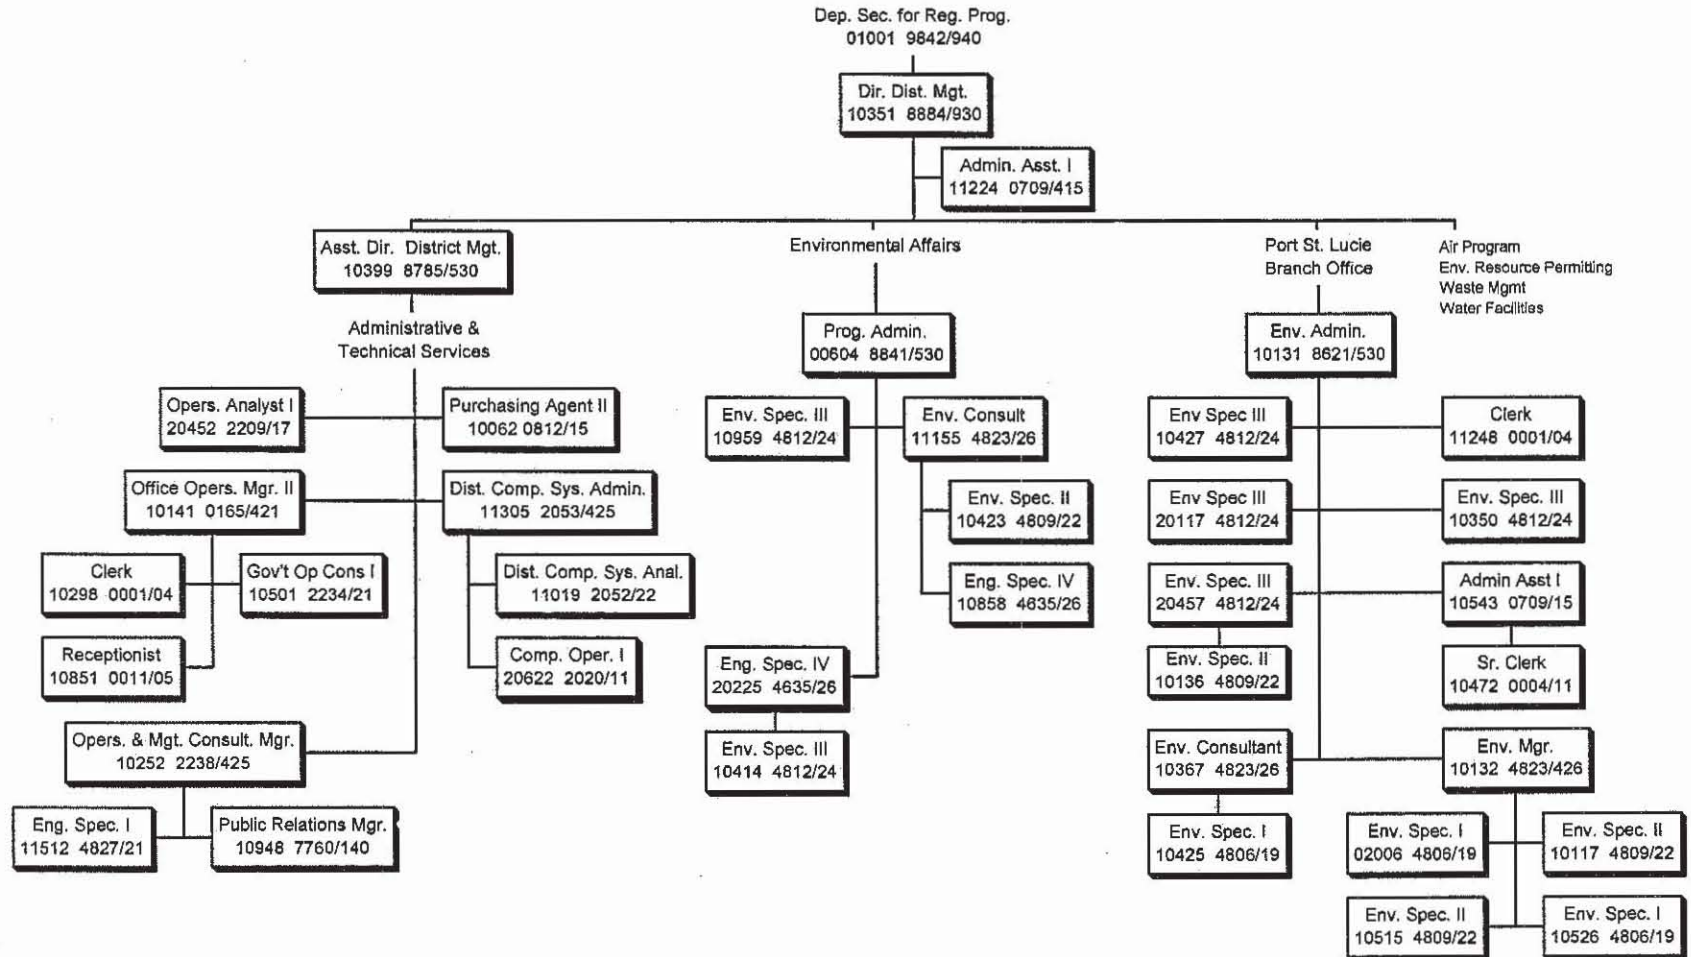 Dep. Sec. for Reg. Prog.
01001 9842/940
Dir. Dist. Mgt.
10351 8884/930
Admin. Asst. I
11224 0709/415
Asst. Dir. District Mgt.
10399 8785/530
Administrative &
Technical Services
Opers. Analyst I
20452 2209/17
Purchasing Agent II
10062 0812/15
Office Opers. Mgr. II
10141 0165/421
Dist. Comp. Sys. Admin.
11305 2053/425
Clerk
10298 0001/04
Gov't Op Cons I
10501 2234/21
Dist. Comp. Sys. Anal.
11019 2052/22
Receptionist
10851 0011/05
Comp. Oper. I
20622 2020/11
Opers. & Mgt. Consult. Mgr.
10252 2238/425
Eng. Spec. I
11512 4827/21
Public Relations Mgr.
10948 7760/140
Environmental Affairs
Prog. Admin.
00604 8841/530
Env. Spec. III
10959 4812/24
Env. Consult
11155 4823/26
Env. Spec. II
10423 4809/22
Eng. Spec. IV
10858 4635/26
Eng. Spec. IV
20225 4635/26
Env. Spec. III
10414 4812/24
Port St. Lucie
Branch Office
Env. Admin.
10131 8621/530
Env Spec III
10427 4812/24
Clerk
11248 0001/04
Env Spec III
20117 4812/24
Env. Spec. III
10350 4812/24
Env. Spec. III
20457 4812/24
Admin Asst I
10543 0709/15
Env. Spec. II
10136 4809/22
Sr. Clerk
10472 0004/11
Env. Consultant
10367 4823/26
Env. Mgr.
10132 4823/426
Env. Spec. I
10425 4806/19
Env. Spec. I
02006 4806/19
Env. Spec. II
10117 4809/22
Env. Spec. II
10515 4809/22
Env. Spec. I
10526 4806/19
Air Program
Env. Resource Permitting
Waste Mgmt
Water Facilities